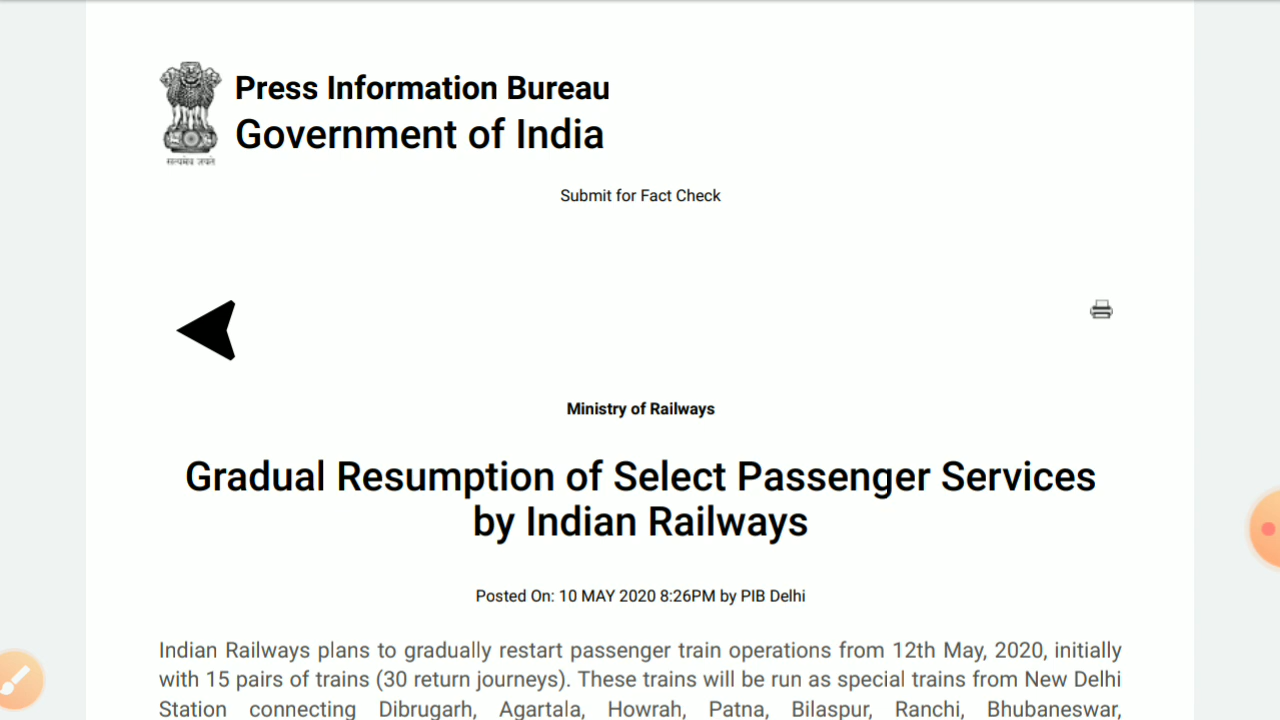 Press Information Bureau
Government of India
सत्यमेव जयते
Submit for Fact Check
Ministry of Railways
Gradual Resumption of Select Passenger Services
by Indian Railways
Posted On: 10 MAY 2020 8:26PM by PIB Delhi
Indian Railways plans to gradually restart passenger train operations from 12th May, 2020, initially
with 15 pairs of trains (30 return journeys). These trains will be run as special trains from New Delhi
Station connecting Dibrugarh, Agartala, Howrah, Patna, Bilaspur, Ranchi, Bhubaneswar,